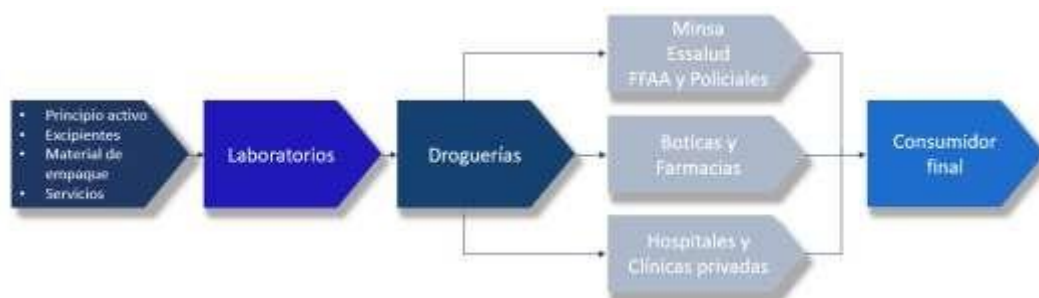 • Principio activo
• Excipientes
• Material de
empaque
• Servicios
Laboratorios
Droguerías
Minsa
Essalud
FFAA y Policiales
Boticas y
Farmacias
Hospitales y
Clínicas privadas
Consumidor
final